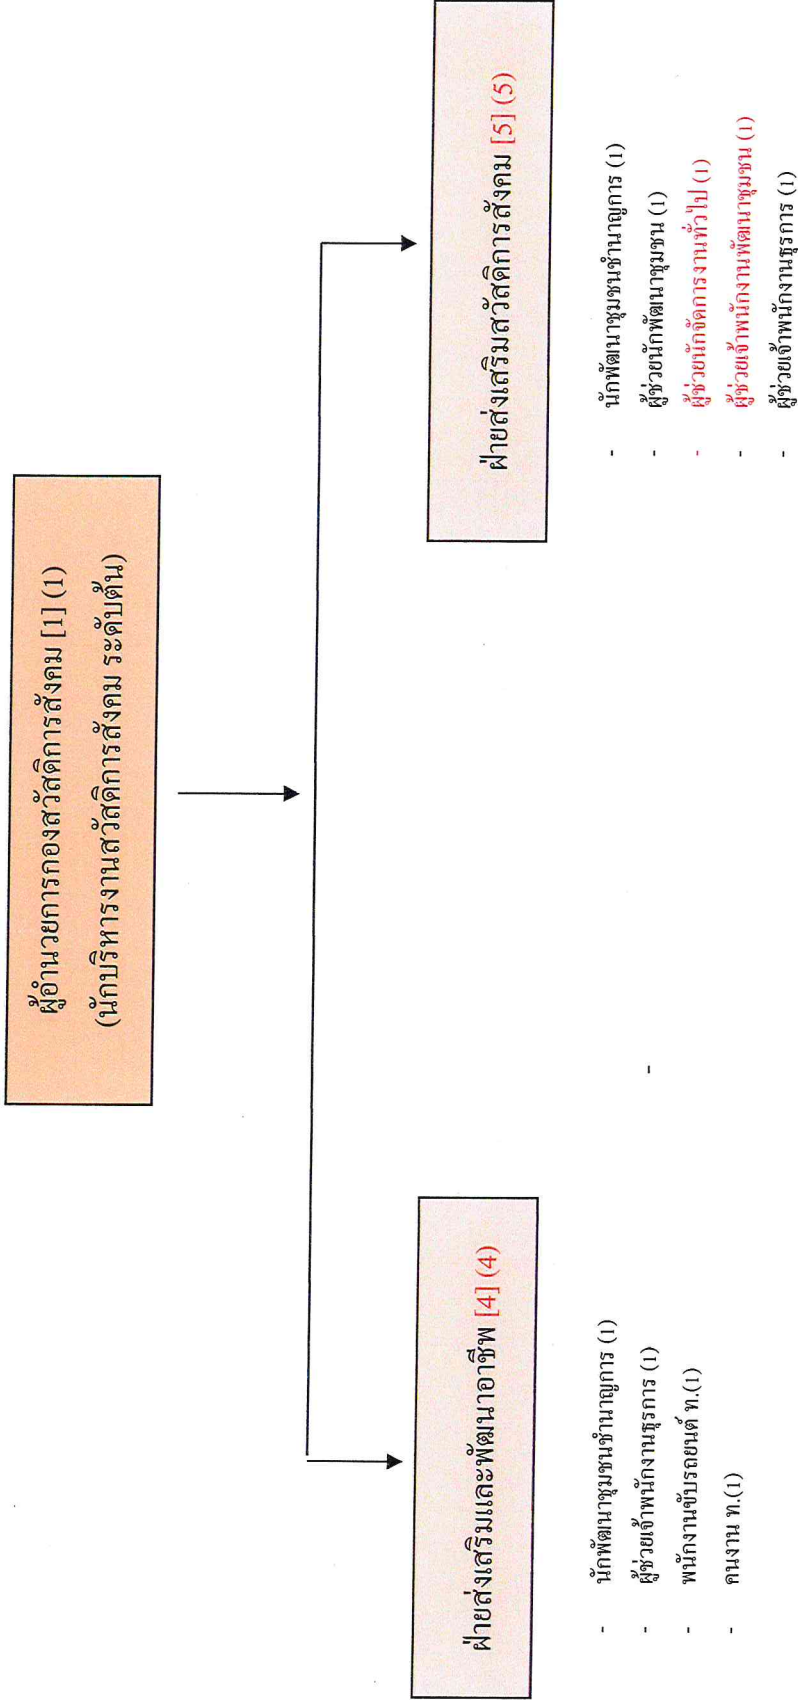 ผู้อำนวยการกองสวัสดิการสังคม [1] (1)
(นักบริหารงานสวัสดิการสังคม ระดับต้น)
ฝ่ายส่งเสริมและพัฒนาอาชีพ [4] (4)
- นักพัฒนาชุมชนชำนาญการ (1)
- ผู้ช่วยเจ้าพนักงานธุรการ (1)
- พนักงานขับรถยนต์ ท.(1)
- คนงาน ท.(1)
-
ฝ่ายส่งเสริมสวัสดิการสังคม [5] (5)
- นักพัฒนาชุมชนชำนาญการ (1)
- ผู้ช่วยนักพัฒนาชุมชน (1)
- ผู้ช่วยนักจัดการงานทั่วไป (1)
- ผู้ช่วยเจ้าพนักงานพัฒนาชุมชน (1)
- ผู้ช่วยเจ้าพนักงานธุรการ (1)